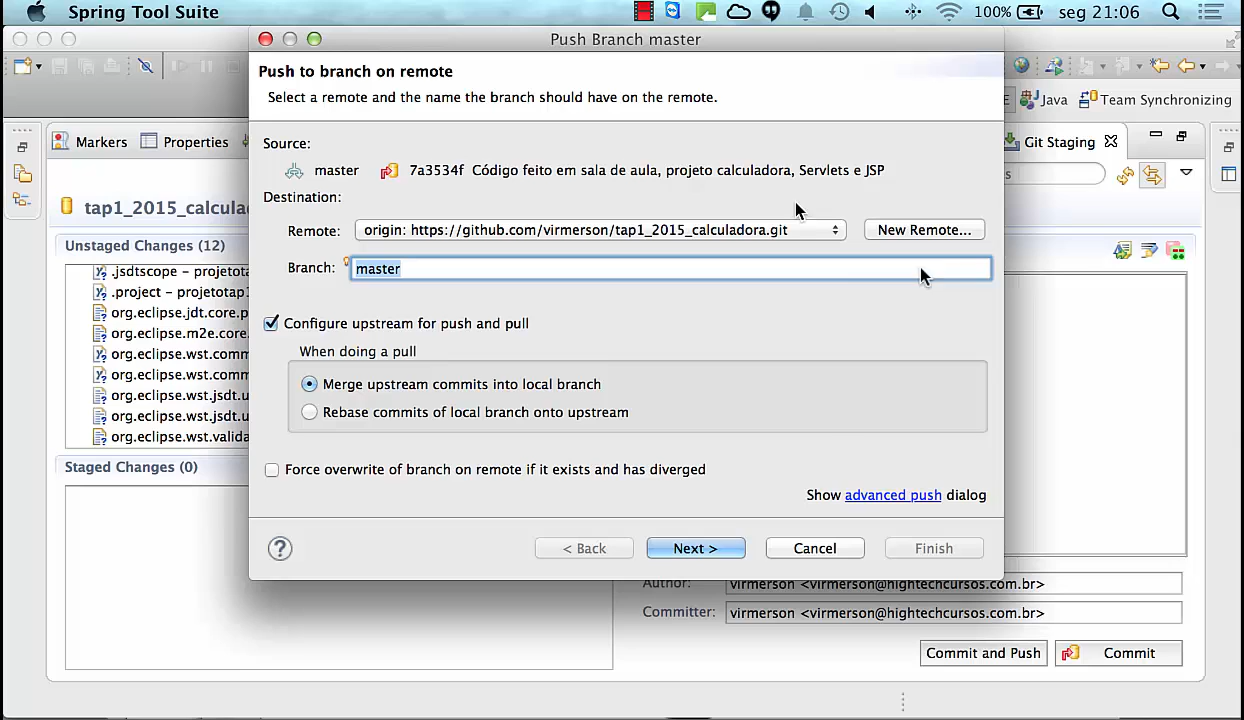 Spring Tool Suite
100%
seg 21:06
Push Branch master
Push to branch on remote
Select a remote and the name the branch should have on the remote.
Java
Team Synchronizing
Markers
Properties
Git Staging
Source:
master
7a3534f Código feito em sala de aula, projeto calculadora, Servlets e JSP
Destination:
tap1_2015_calcula
Remote:
origin: https://github.com/virmerson/tap1_2015_calculadora.git
New Remote...
Unstaged Changes (12)
Branch:
master
.jsdtscope – projetota
.project – projetotap1
org.eclipse.jdt.core.p
org.eclipse.m2e.core.
org.eclipse.wst.comm
org.eclipse.wst.comm
org.eclipse.wst.jsdt.u
org.eclipse.wst.jsdt.u
org.eclipse.wst.valida
Configure upstream for push and pull
When doing a pull
Merge upstream commits into local branch
Rebase commits of local branch onto upstream
Staged Changes (0)
Force overwrite of branch on remote if it exists and has diverged
Show advanced push dialog
?
< Back
Next >
Cancel
Finish
Author:
virmerson <virmerson@hightechcursos.com.br>
Committer:
virmerson <virmerson@hightechcursos.com.br>
Commit and Push
Commit